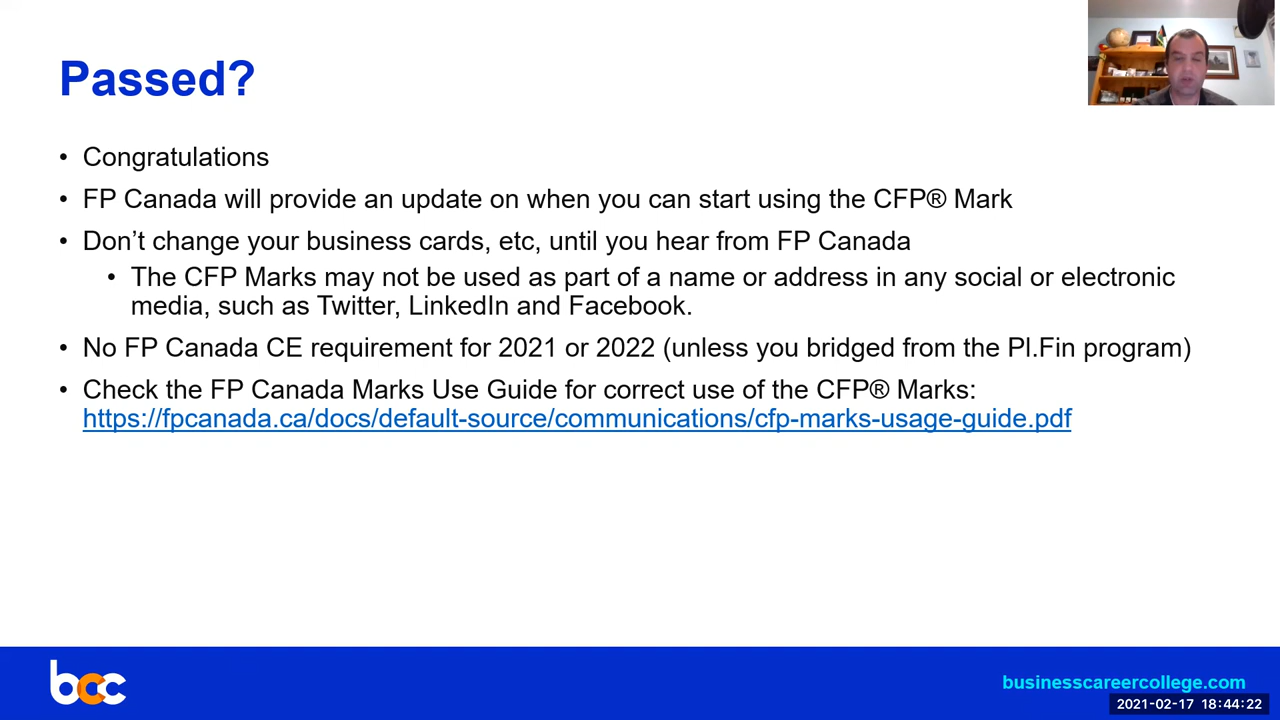 Passed?
• Congratulations
• FP Canada will provide an update on when you can start using the CFP® Mark
• Don’t change your business cards, etc, until you hear from FP Canada
• The CFP Marks may not be used as part of a name or address in any social or electronic
media, such as Twitter, LinkedIn and Facebook.
• No FP Canada CE requirement for 2021 or 2022 (unless you bridged from the Pl.Fin program)
• Check the FP Canada Marks Use Guide for correct use of the CFP® Marks:
https://fpcanada.ca/docs/default-source/communications/cfp-marks-usage-guide.pdf
bcc
businesscareercollege.com
2021-02-17 18:44:22